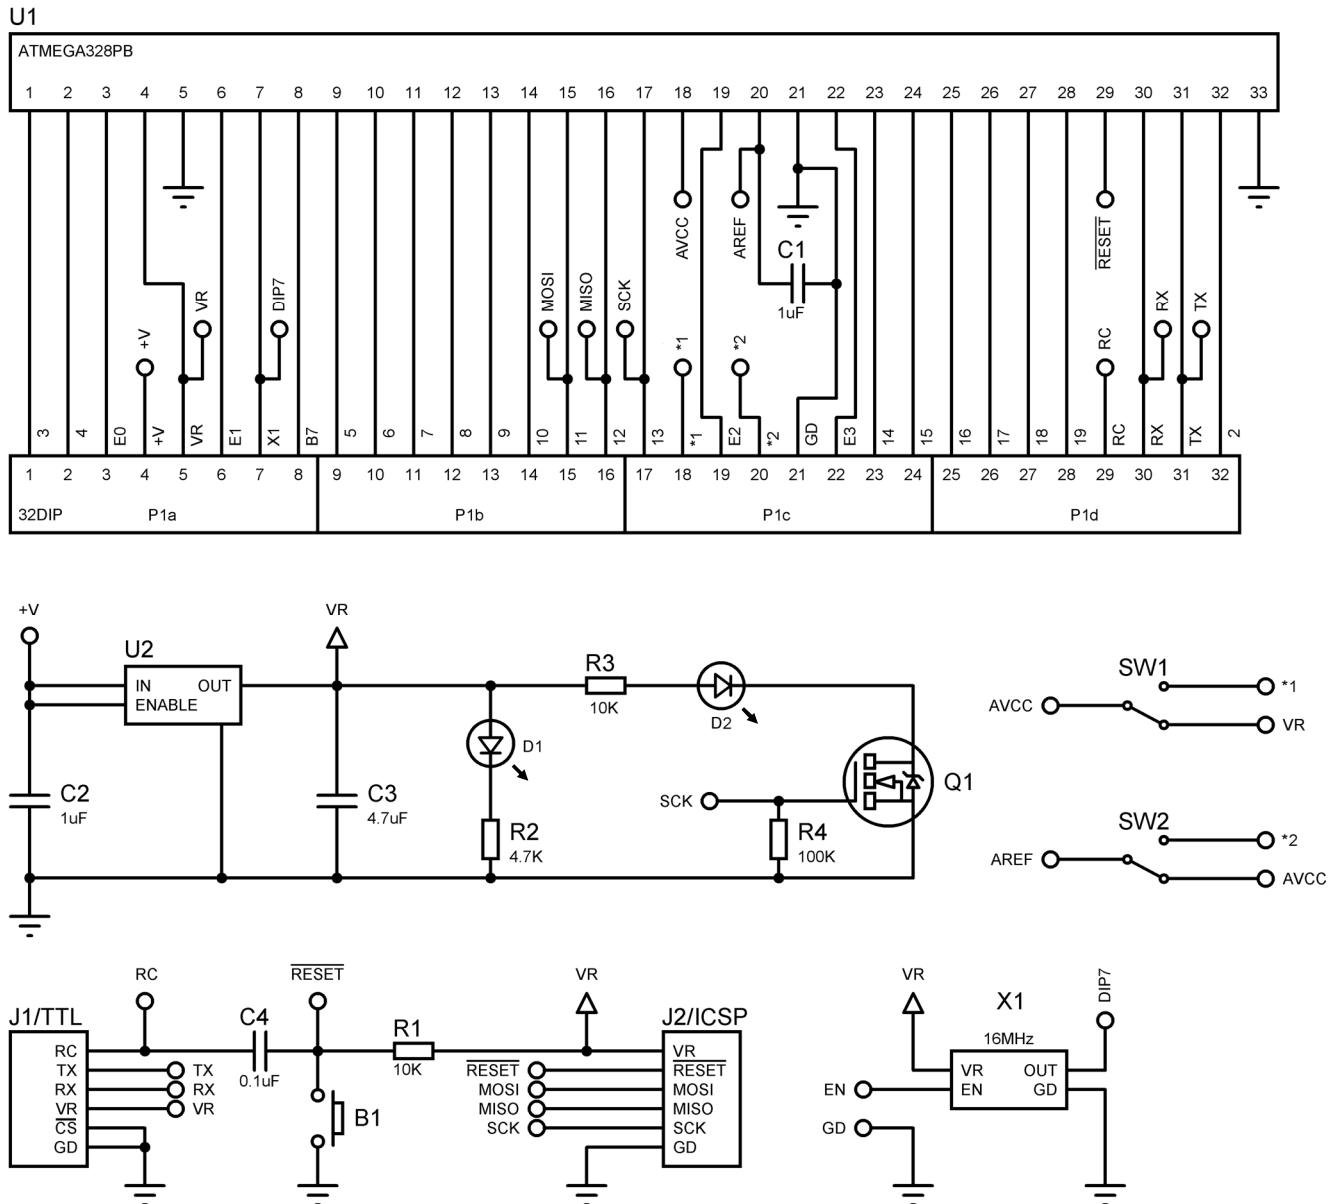 U1
ATMEGA328PB
1 2 3 4 5 6 7 8 9 10 11 12 13 14 15 16 17 18 19 20 21 22 23 24 25 26 27 28 29 30 31 32 33
AVCC AREF RESET
C1
1uF
VR DIP7 MOSI MISO SCK RX TX
+V *1 *2 RC
3 4 E0 +V VR E1 X1 B7 5 6 7 8 9 10 11 12 13 *1 E2 *2 GD E3 14 15 16 17 18 19 RC RX TX 2
1 2 3 4 5 6 7 8 9 10 11 12 13 14 15 16 17 18 19 20 21 22 23 24 25 26 27 28 29 30 31 32
32DIP P1a P1b P1c P1d
+V VR
U2
IN OUT
ENABLE
R3
10K
D2
D1
C2
1uF
C3
4.7uF
R2
4.7K
SCK
R4
100K
Q1
SW1
AVCC
*1
VR
SW2
AREF
*2
AVCC
RC RESET VR
J1/TTL
RC
TX TX
RX RX
VR VR
CS
GD
C4
0.1uF
R1
10K
B1
J2/ICSP
VR
RESET RESET
MOSI MOSI
MISO MISO
SCK SCK
GD
VR
DIP7
X1
16MHz
VR OUT
EN EN GD
GD